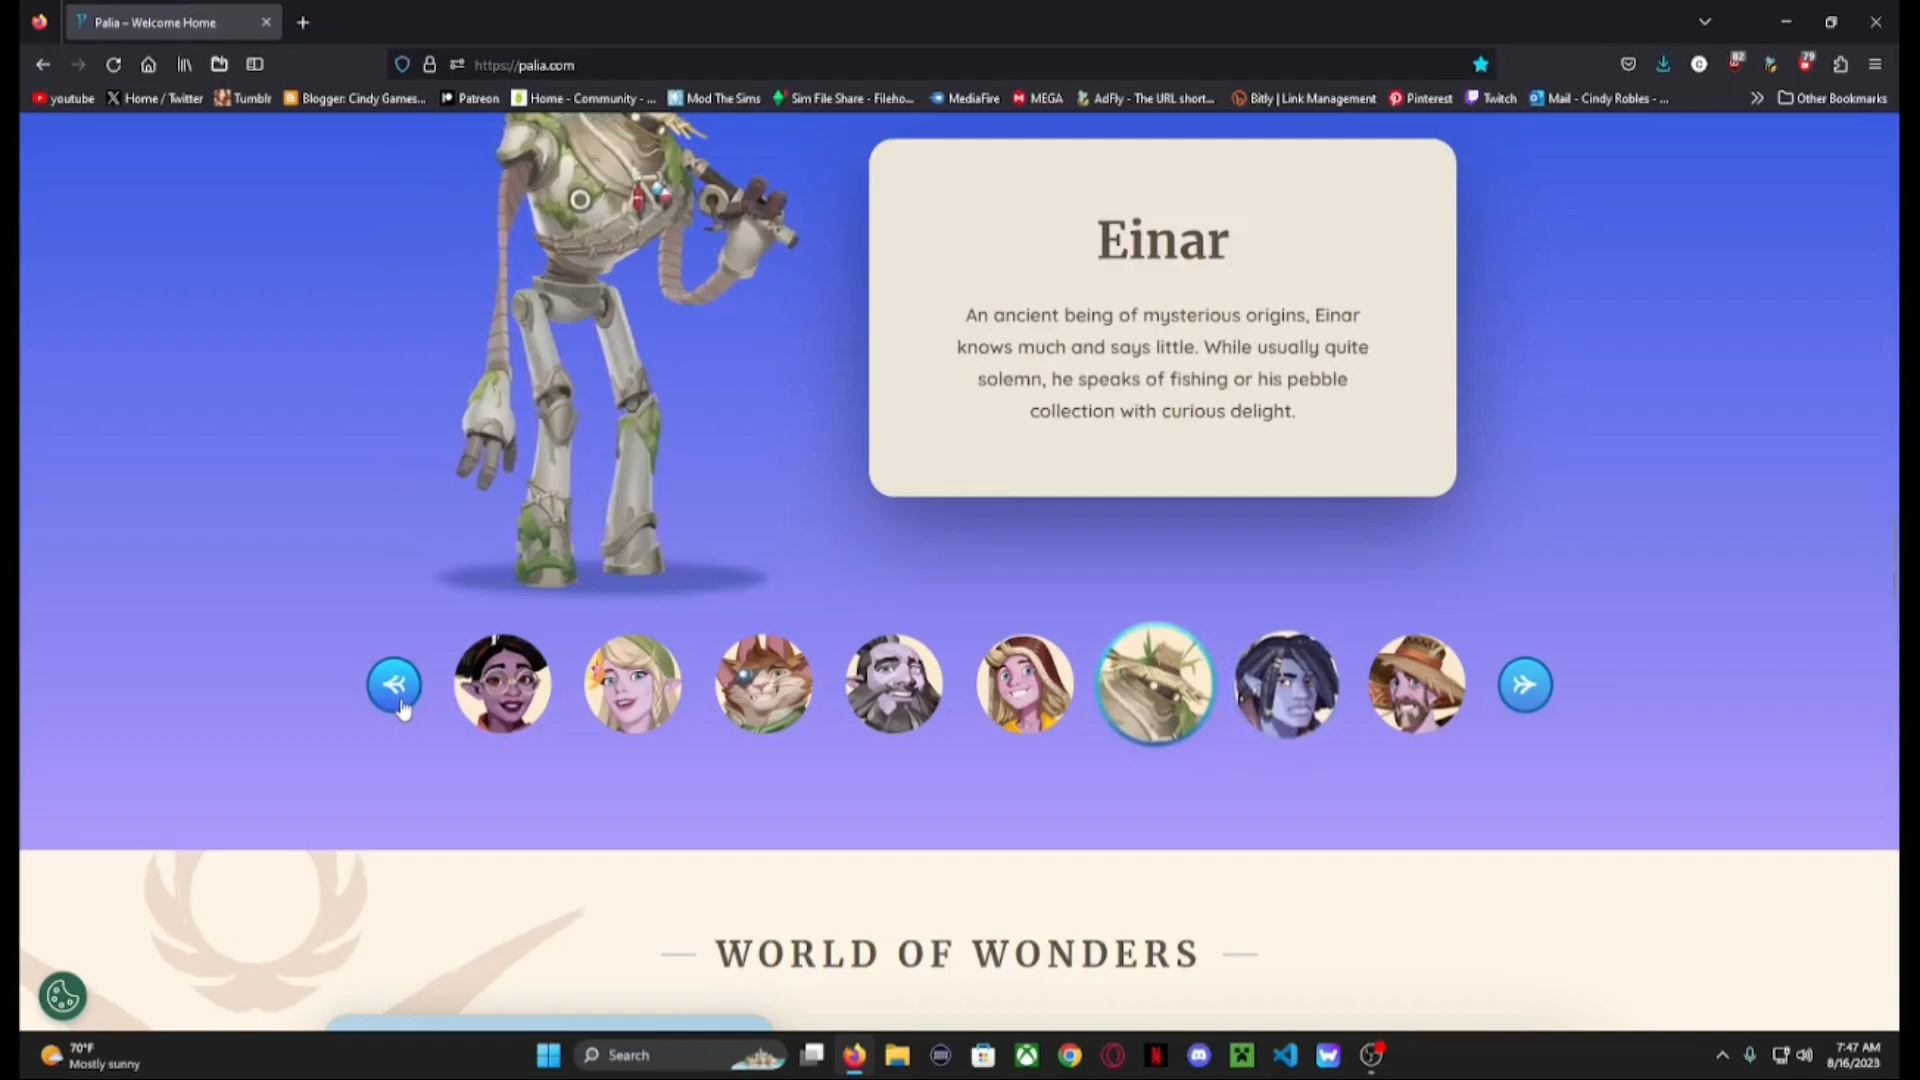 Palia – Welcome Home
https://palia.com
youtube
Home / Twitter
Tumblr
Blogger: Cindy Games...
Patreon
Home - Community - ...
Mod The Sims
Sim File Share - Fileho...
MediaFire
MEGA
AdFly - The URL short...
Bitly | Link Management
Pinterest
Twitch
Mail - Cindy Robles - ...
Other Bookmarks
82
79
Einar
An ancient being of mysterious origins, Einar
knows much and says little. While usually quite
solemn, he speaks of fishing or his pebble
collection with curious delight.
WORLD OF WONDERS
70°F
Mostly sunny
Search
7:47 AM
8/16/2023